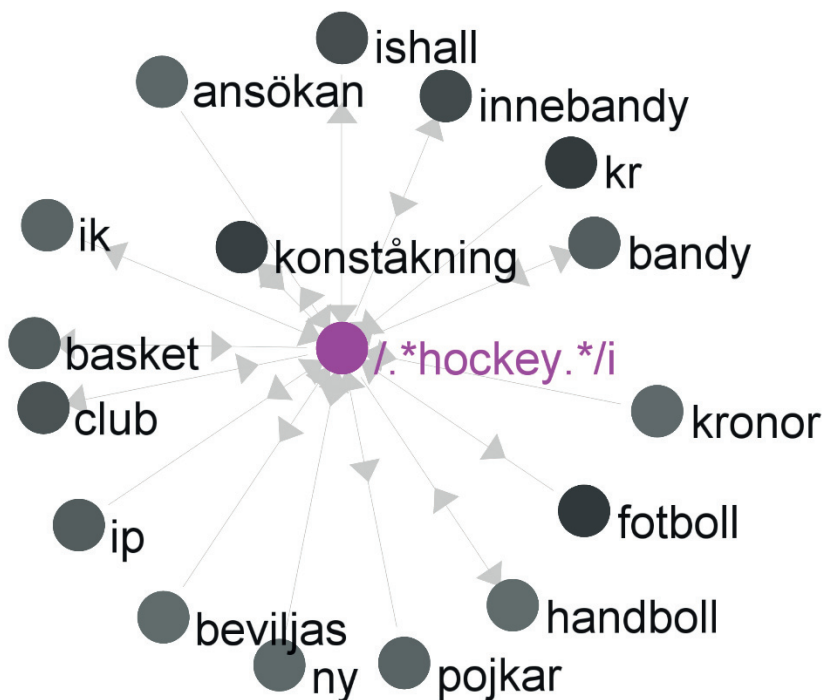 ishall
ansökan
innebandy
kr
ik
konståkning
bandy
basket
/.*hockey.*/i
club
kronor
fotboll
ip
handboll
beviljas
ny
pojkar